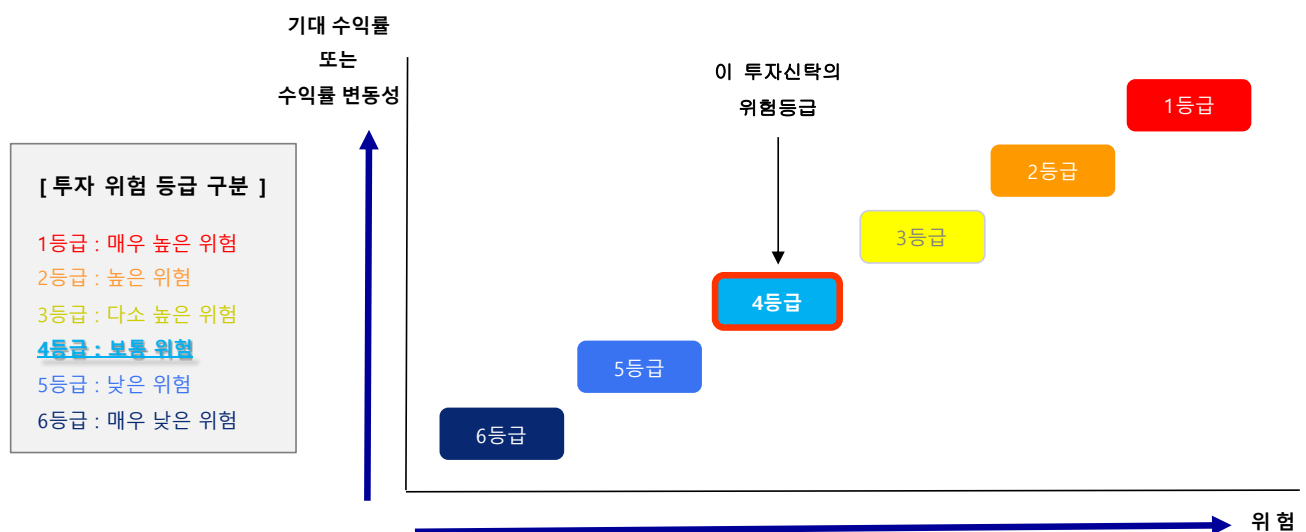 기대 수익률
또는
수익률 변동성
이 투자신탁의
위험등급
[ 투자 위험 등급 구분 ]
1등급 : 매우 높은 위험
2등급 : 높은 위험
3등급 : 다소 높은 위험
4등급 : 보통 위험
5등급 : 낮은 위험
6등급 : 매우 낮은 위험
1등급
2등급
3등급
4등급
5등급
6등급
위 험